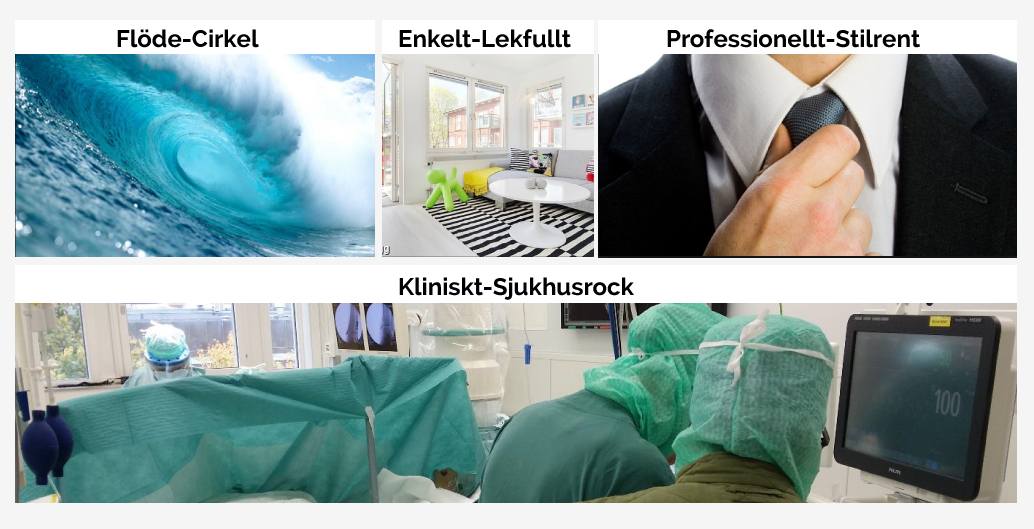 Flöde-Cirkel
Enkelt-Lekfullt
Professionellt-Stilrent
Kliniskt-Sjukhusrock
100